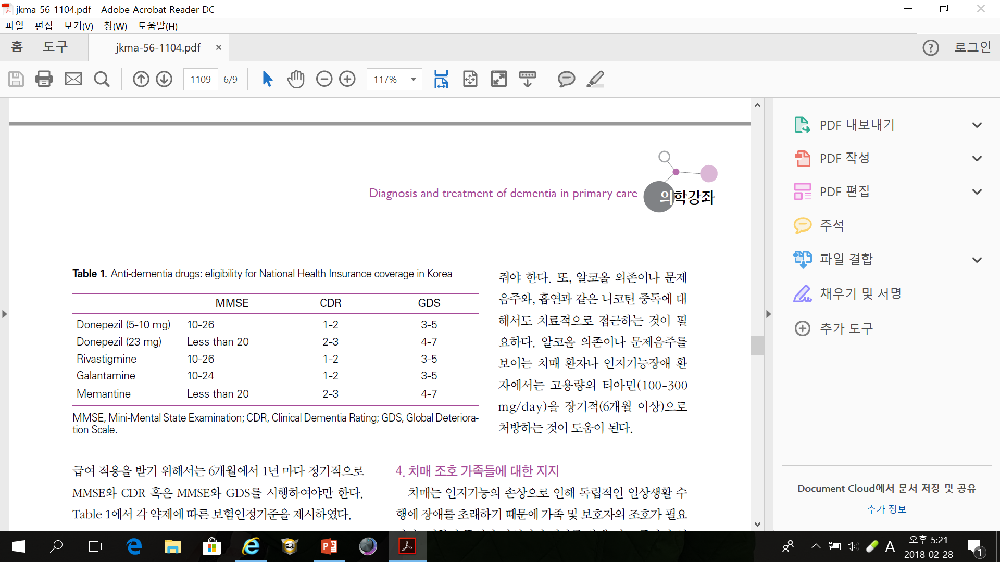 jkma-56-1104.pdf - Adobe Acrobat Reader DC
파일 편집 보기(V) 창(W) 도움말(H)
홈 도구 jkma-56-1104.pdf × ? 로그인
1109 6/9 117%
Diagnosis and treatment of dementia in primary care 의학강좌
Table 1. Anti-dementia drugs: eligibility for National Health Insurance coverage in Korea
MMSE CDR GDS
Donepezil (5-10 mg) 10-26 1-2 3-5
Donepezil (23 mg) Less than 20 2-3 4-7
Rivastigmine 10-26 1-2 3-5
Galantamine 10-24 1-2 3-5
Memantine Less than 20 2-3 4-7
MMSE, Mini-Mental State Examination; CDR, Clinical Dementia Rating; GDS, Global Deteriora-
tion Scale.
줘야 한다. 또, 알코올 의존이나 문제
음주와, 흡연과 같은 니코틴 중독에 대
해서도 치료적으로 접근하는 것이 필
요하다. 알코올 의존이나 문제음주를
보이는 치매 환자나 인지기능장애 환
자에서는 고용량의 티아민(100-300
mg/day)을 장기적(6개월 이상)으로
처방하는 것이 도움이 된다.
급여 적용을 받기 위해서는 6개월에서 1년 마다 정기적으로
MMSE와 CDR 혹은 MMSE와 GDS를 시행하여야만 한다.
Table 1에서 각 약제에 따른 보험인정기준을 제시하였다.
4. 치매 조호 가족들에 대한 지지
치매는 인지기능의 손상으로 인해 독립적인 일상생활 수
행에 장애를 초래하기 때문에 가족 및 보호자의 조호가 필요
PDF 내보내기
PDF 작성
PDF 편집
주석
파일 결합
채우기 및 서명
추가 도구
Document Cloud에서 문서 저장 및 공유
추가 정보
A
오후 5:21
2018-02-28
1